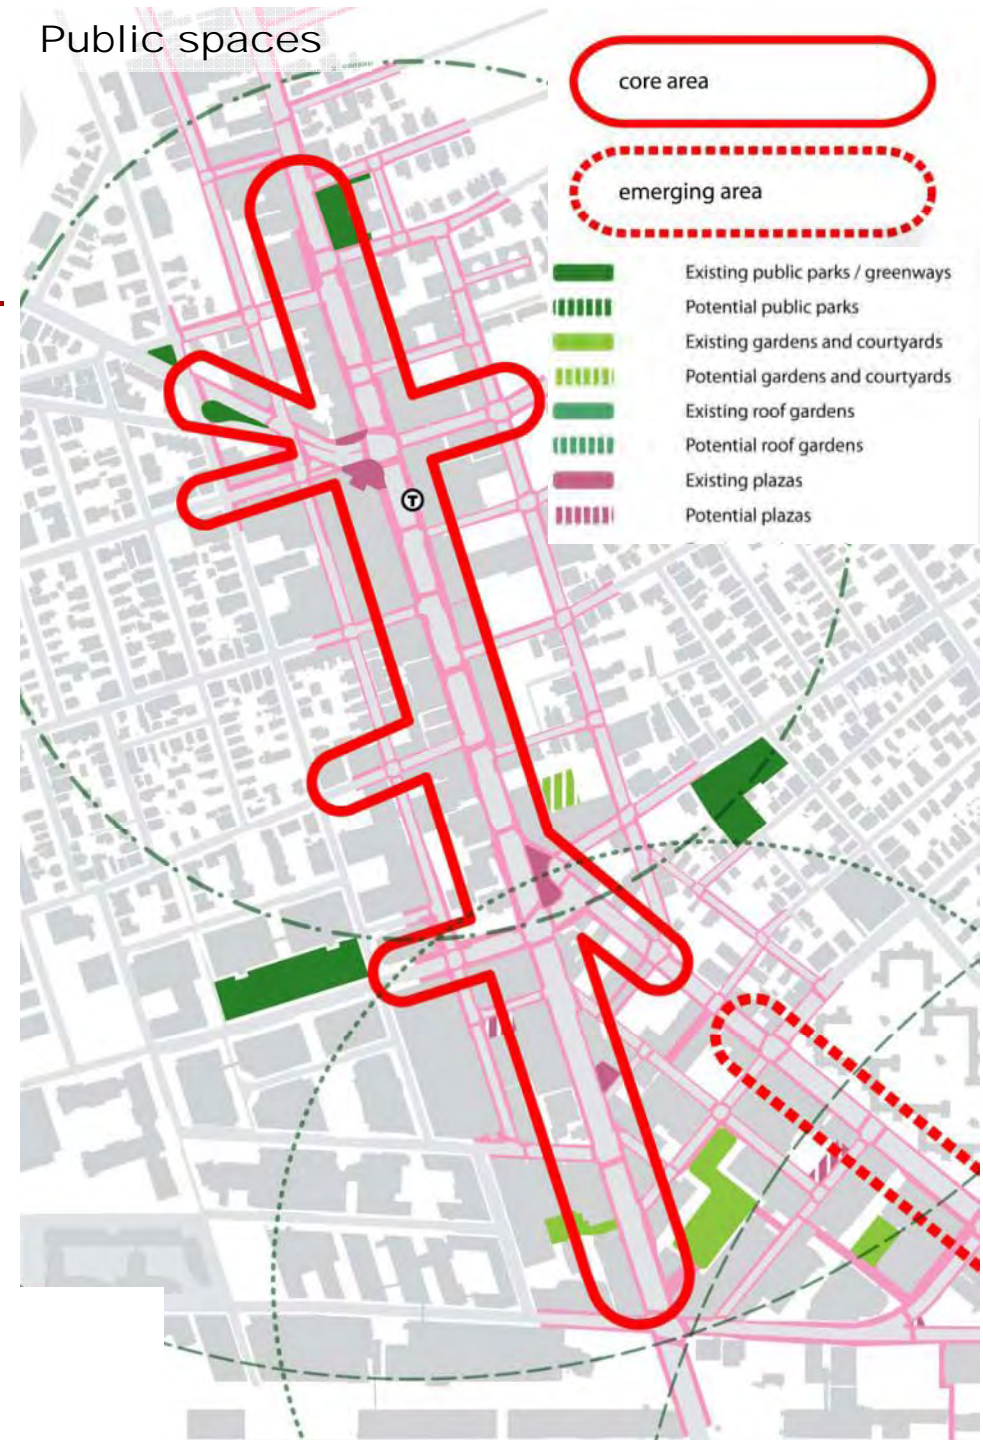 Public spaces
core area
emerging area
Existing public parks / greenways
Potential public parks
Existing gardens and courtyards
Potential gardens and courtyards
Existing roof gardens
Potential roof gardens
Existing plazas
Potential plazas
T